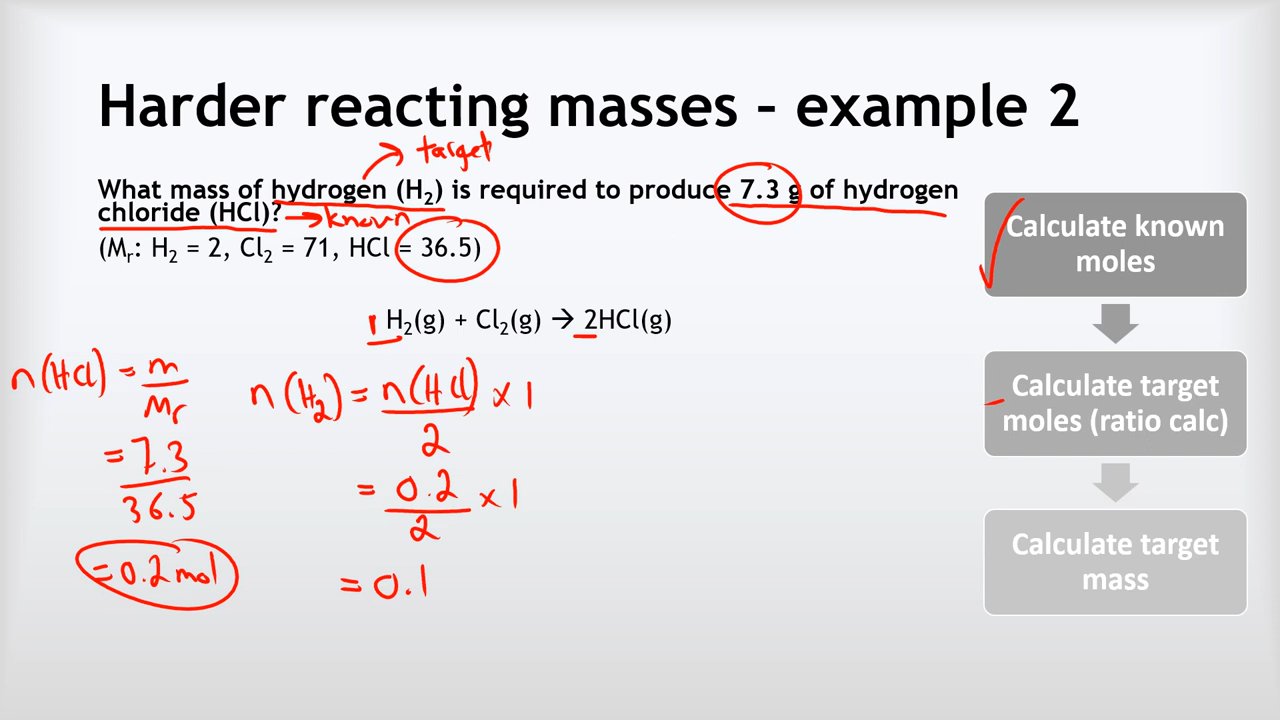 Harder reacting masses – example 2
→ target
What mass of hydrogen (H₂) is required to produce 7.3 g of hydrogen
chloride (HCl)? → known
(Mᵣ: H₂ = 2, Cl₂ = 71, HCl = 36.5)
1 H₂(g) + Cl₂(g) → 2HCl(g)
n(HCl) = m/Mr
= 7.3/36.5
= 0.2 mol
n(H₂) = n(HCl)/2 × 1
= 0.2/2 × 1
= 0.1
Calculate known
moles
Calculate target
moles (ratio calc)
Calculate target
mass